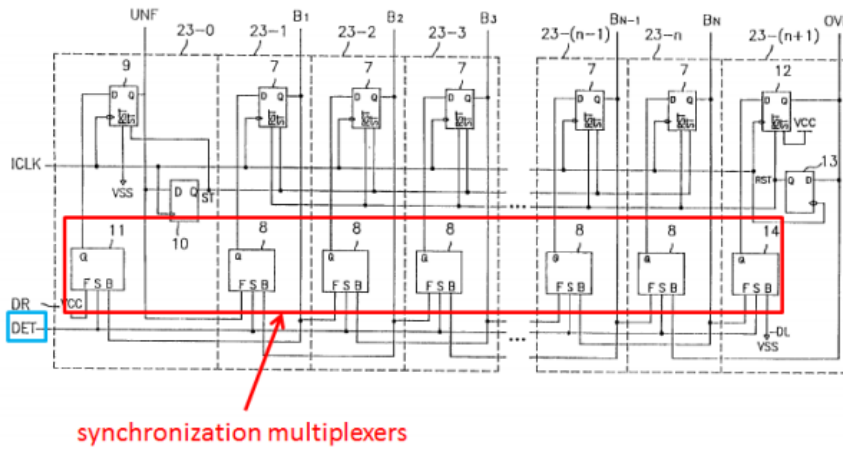 UNF B1 B2 B3 BN-1 BN OV
23-0 23-1 23-2 23-3 23-(n-1) 23-n 23-(n+1)
9 7 7 7 7 7 12
D Q D Q D Q D Q D Q D Q D Q
VCC
ICLK
13
VSS D Q ST RST Q D
...
11 10 8 8 8 8 8 14
Q Q Q Q Q Q Q
F S B F S B F S B F S B F S B F S B F S B
DR VCC
DET DL
VSS
...
synchronization multiplexers